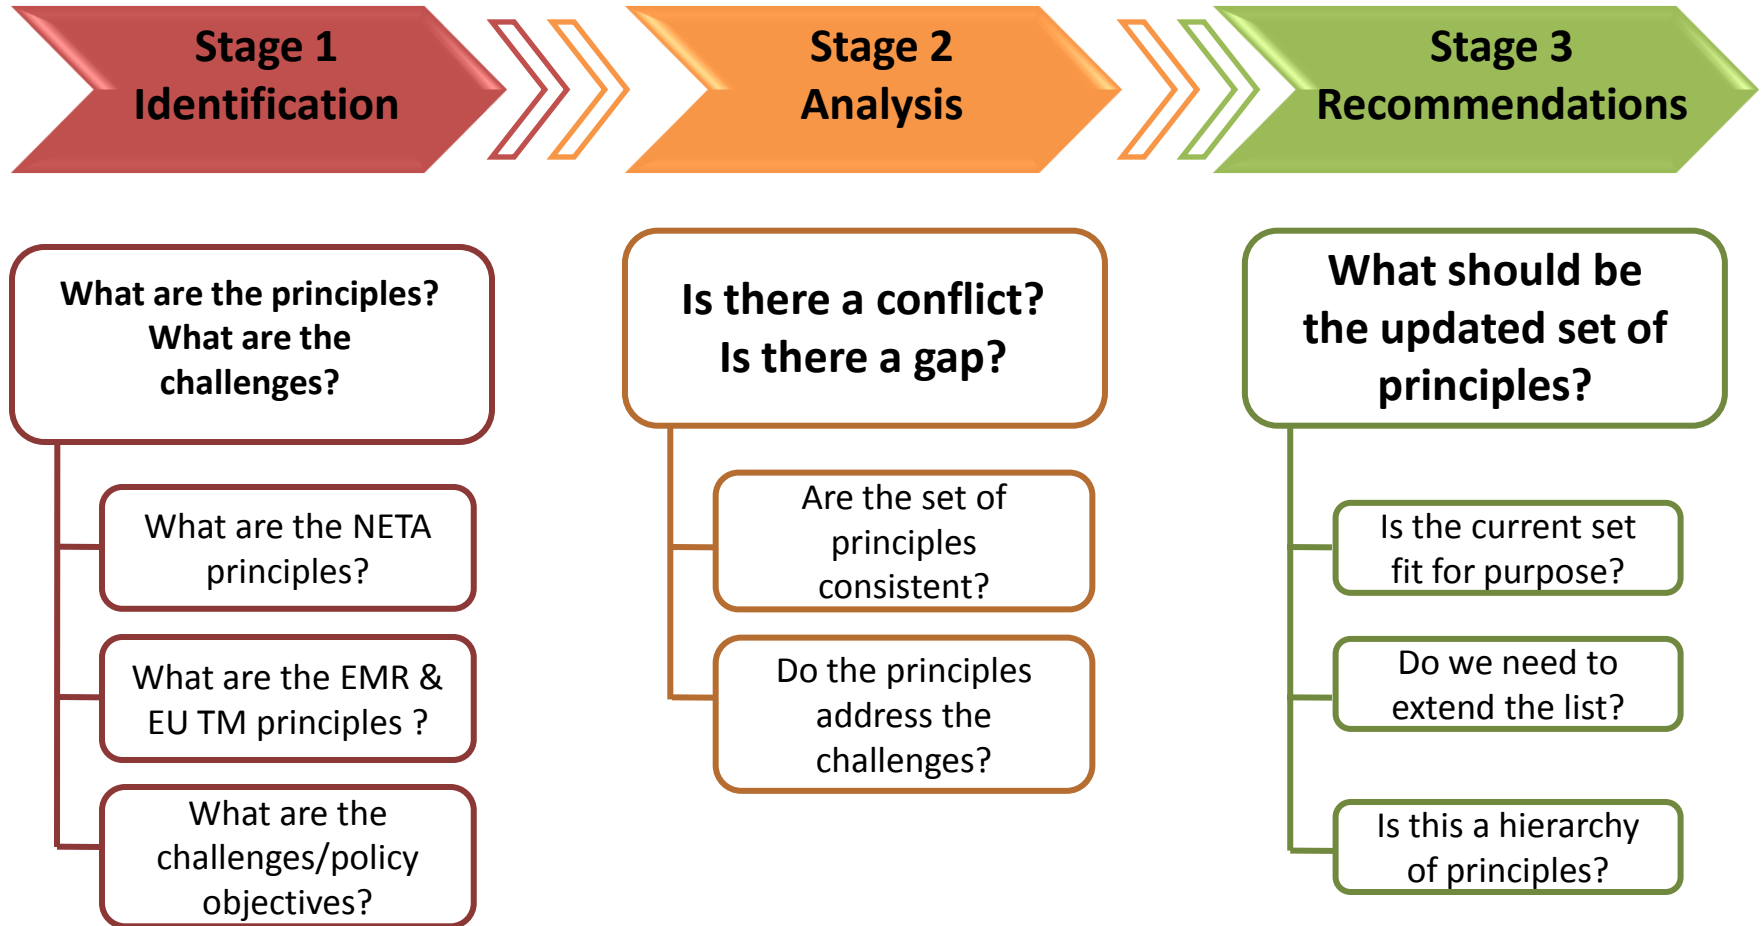 Stage 1
Identification
Stage 2
Analysis
Stage 3
Recommendations
What are the principles?
What are the
challenges?
What are the NETA
principles?
What are the EMR &
EU TM principles ?
What are the
challenges/policy
objectives?
Is there a conflict?
Is there a gap?
Are the set of
principles
consistent?
Do the principles
address the
challenges?
What should be
the updated set of
principles?
Is the current set
fit for purpose?
Do we need to
extend the list?
Is this a hierarchy
of principles?